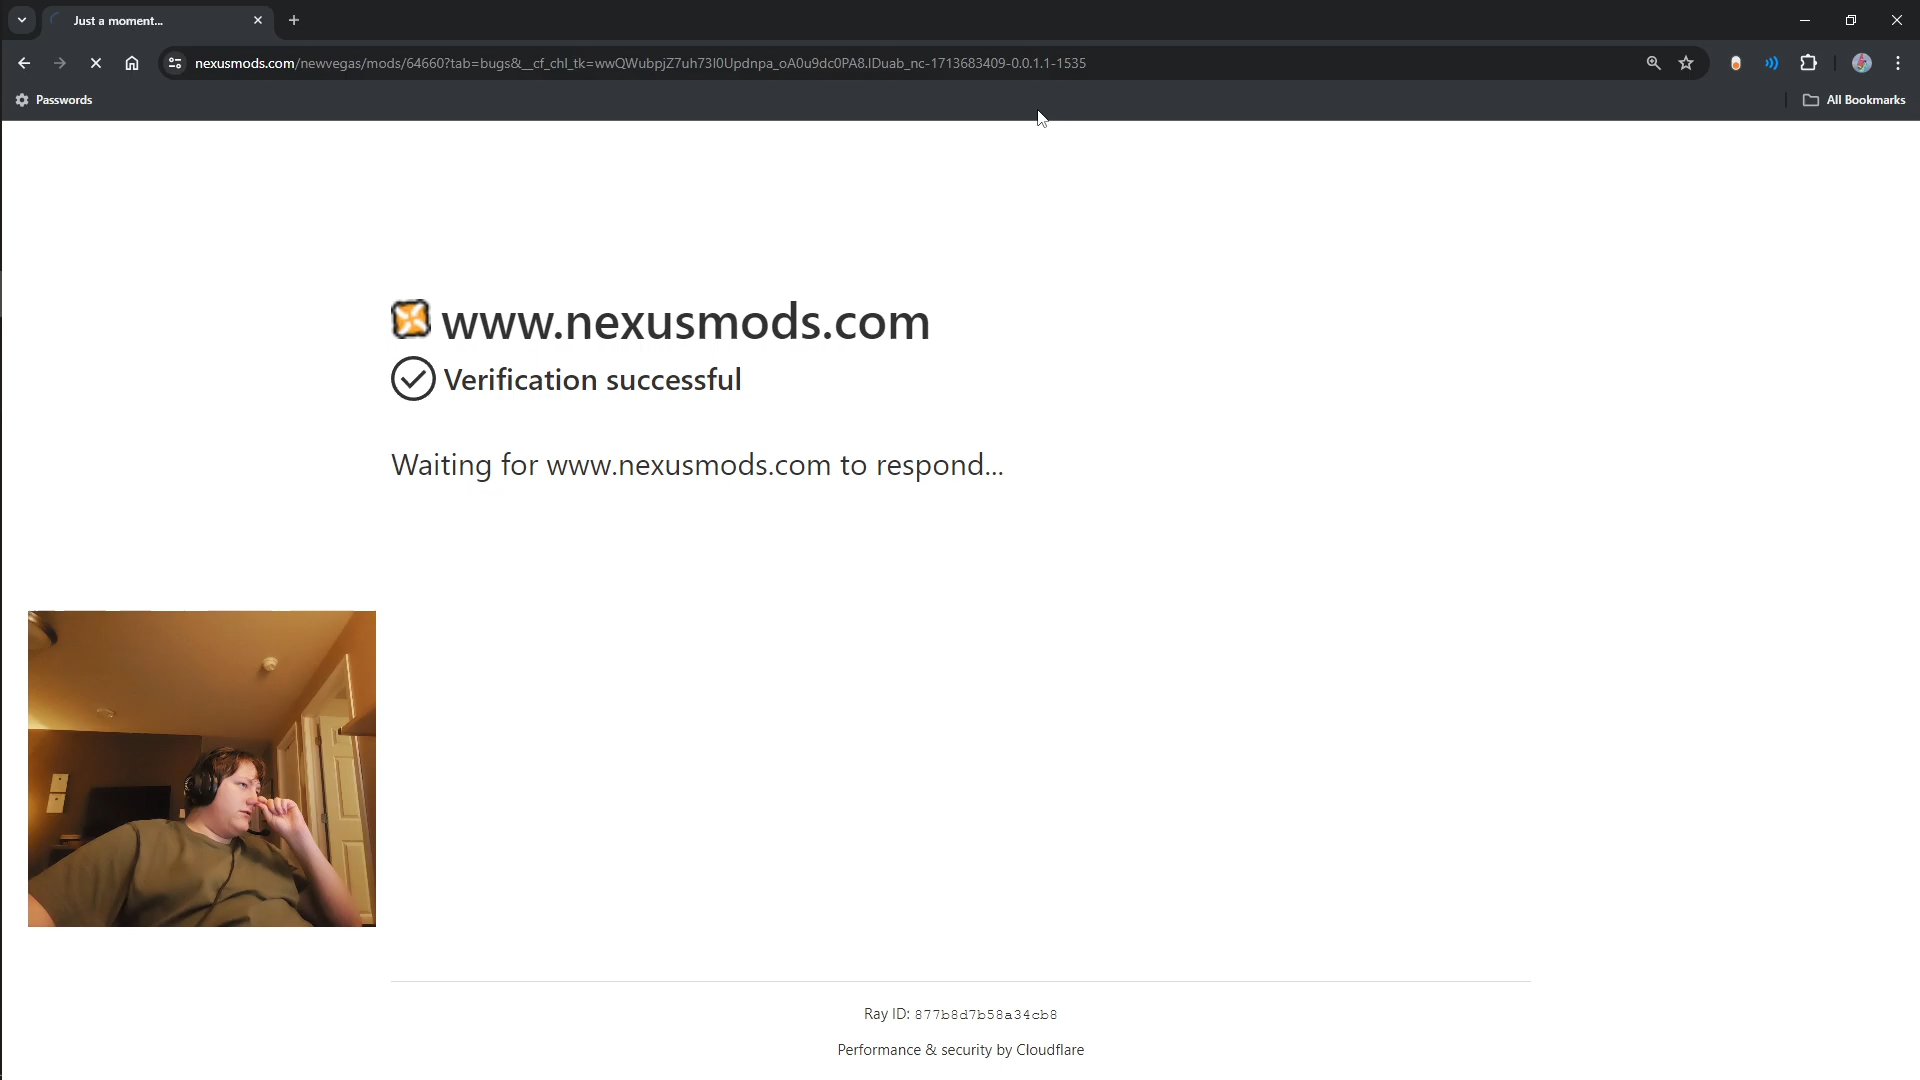 Just a moment...
nexusmods.com/newvegas/mods/64660?tab=bugs&__cf_chl_tk=wwQWubpjZ7uh73I0Updnpa_oA0u9dc0PA8.IDuab_nc-1713683409-0.0.1.1-1535
Passwords
All Bookmarks
www.nexusmods.com
Verification successful
Waiting for www.nexusmods.com to respond...
Ray ID: 877b8d7b58a34cb8
Performance & security by Cloudflare